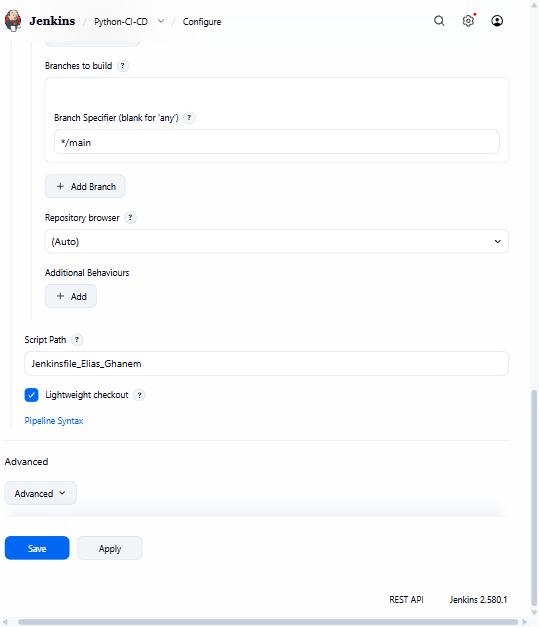 Jenkins / Python-CI-CD / Configure
Branches to build ?
Branch Specifier (blank for 'any') ?
*/main
+ Add Branch
Repository browser ?
(Auto)
Additional Behaviours
+ Add
Script Path ?
Jenkinsfile_Elias_Ghanem
Lightweight checkout ?
Pipeline Syntax
Advanced
Advanced
Save Apply
REST API Jenkins 2.580.1